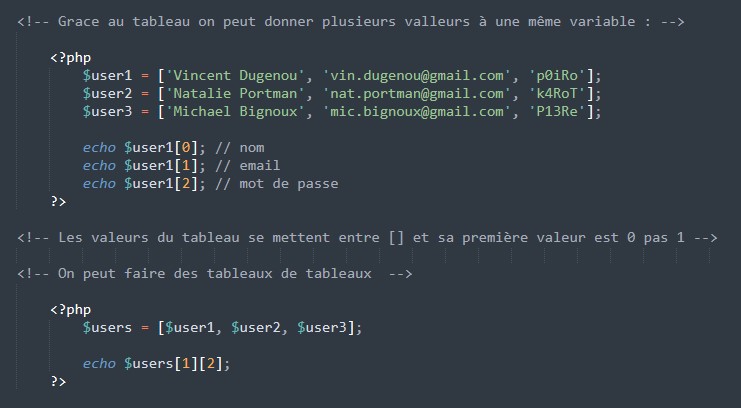 <!-- Grace au tableau on peut donner plusieurs valleurs à une même variable : -->
<?php
$user1 = ['Vincent Dugenou', 'vin.dugenou@gmail.com', 'p0iRo'];
$user2 = ['Natalie Portman', 'nat.portman@gmail.com', 'k4RoT'];
$user3 = ['Michael Bignoux', 'mic.bignoux@gmail.com', 'P13Re'];
echo $user1[0]; // nom
echo $user1[1]; // email
echo $user1[2]; // mot de passe
?>
<!-- Les valeurs du tableau se mettent entre [] et sa première valeur est 0 pas 1 -->
<!-- On peut faire des tableaux de tableaux  -->
<?php
$users = [$user1, $user2, $user3];
echo $users[1][2];
?>